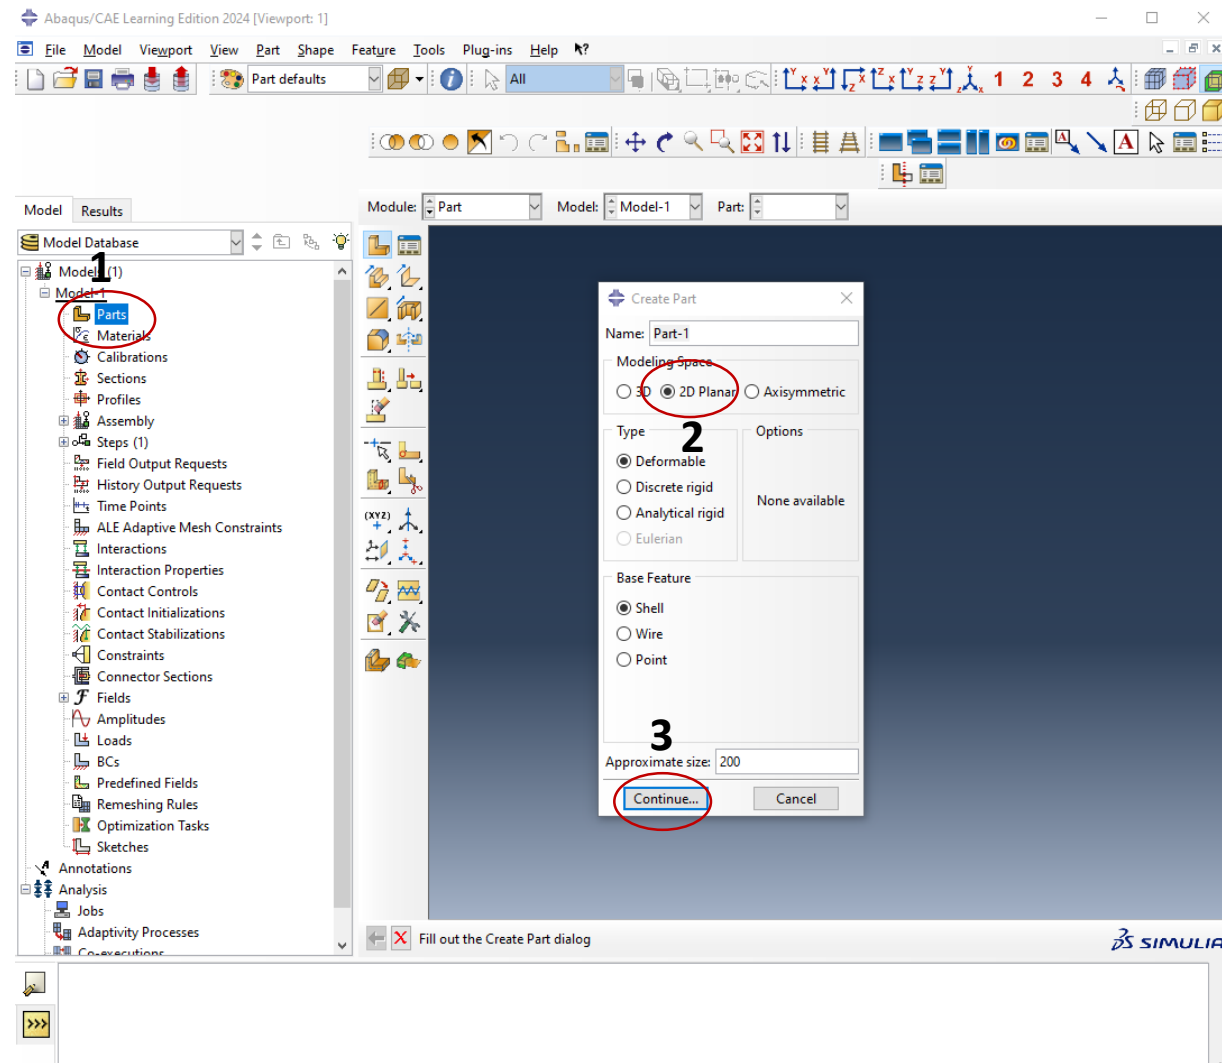 Abaqus/CAE Learning Edition 2024 [Viewport: 1]
File Model Viewport View Part Shape Feature Tools Plug-ins Help
Part defaults All 1 2 3 4
Model Results
Module: Part Model: Model-1 Part:
Model Database
1
Models (1)
Model-1
Parts
Materials
Calibrations
Sections
Profiles
Assembly
Steps (1)
Field Output Requests
History Output Requests
Time Points
ALE Adaptive Mesh Constraints
Interactions
Interaction Properties
Contact Controls
Contact Initializations
Contact Stabilizations
Constraints
Connector Sections
Fields
Amplitudes
Loads
BCs
Predefined Fields
Remeshing Rules
Optimization Tasks
Sketches
Annotations
Analysis
Jobs
Adaptivity Processes
Co-executions
(XYZ)
Create Part
Name: Part-1
Modeling Space
3D 2D Planar Axisymmetric
2
Type
Deformable
Discrete rigid
Analytical rigid
Eulerian
Options
None available
Base Feature
Shell
Wire
Point
3
Approximate size: 200
Continue... Cancel
Fill out the Create Part dialog
SIMULIA
>>>